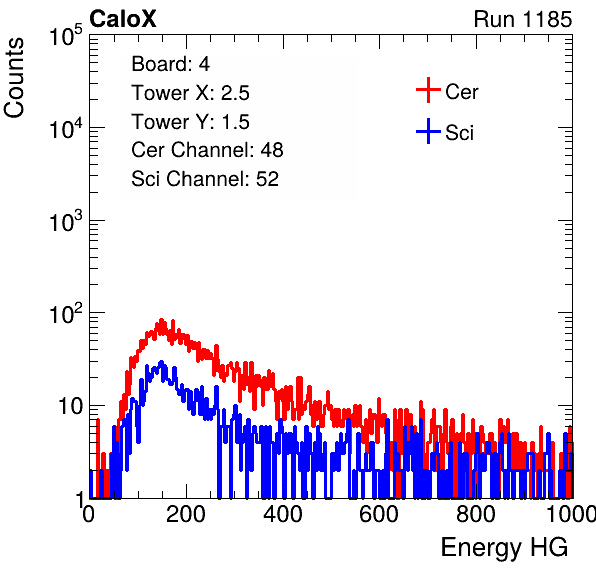 CaloX Run 1185
Counts
10^5
10^4
10^3
10^2
10
1
Board: 4
Tower X: 2.5
Tower Y: 1.5
Cer Channel: 48
Sci Channel: 52
Cer
Sci
0 200 400 600 800 1000
Energy HG